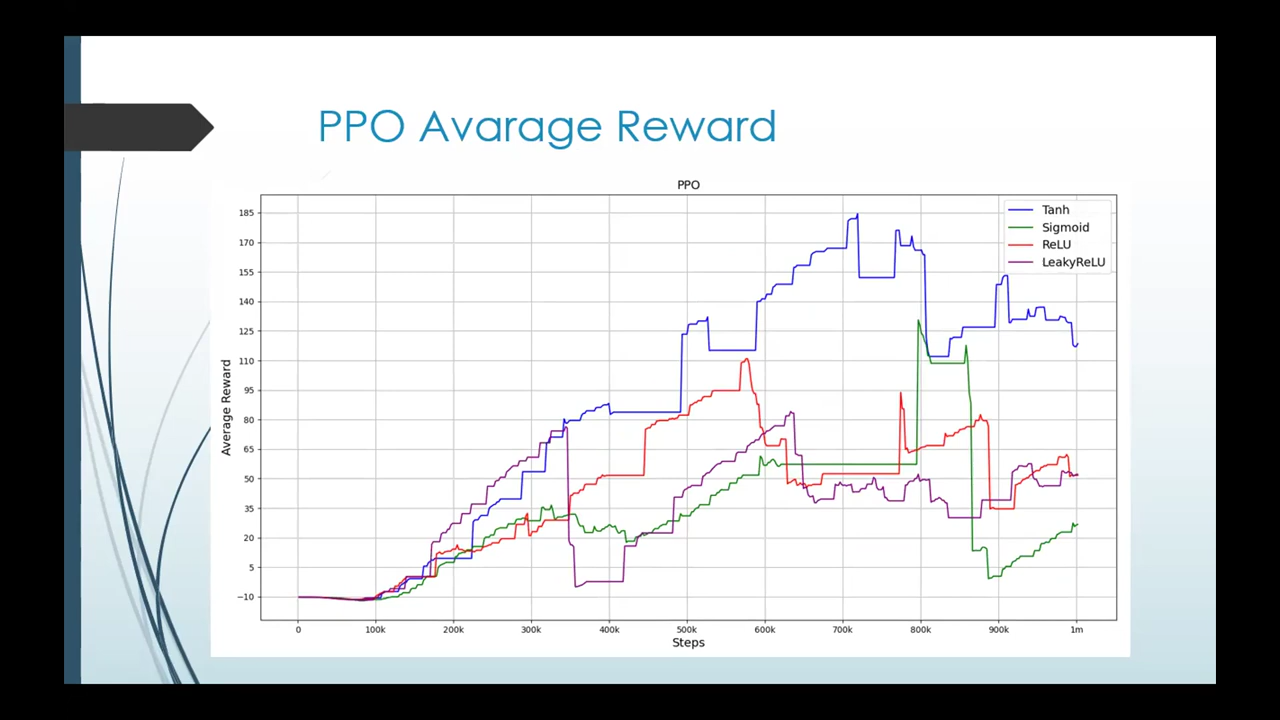 PPO Avarage Reward
PPO
Tanh
Sigmoid
ReLU
LeakyReLU
185
170
155
140
125
110
95
80
65
50
35
20
5
−10
Average Reward
0 100k 200k 300k 400k 500k 600k 700k 800k 900k 1m
Steps